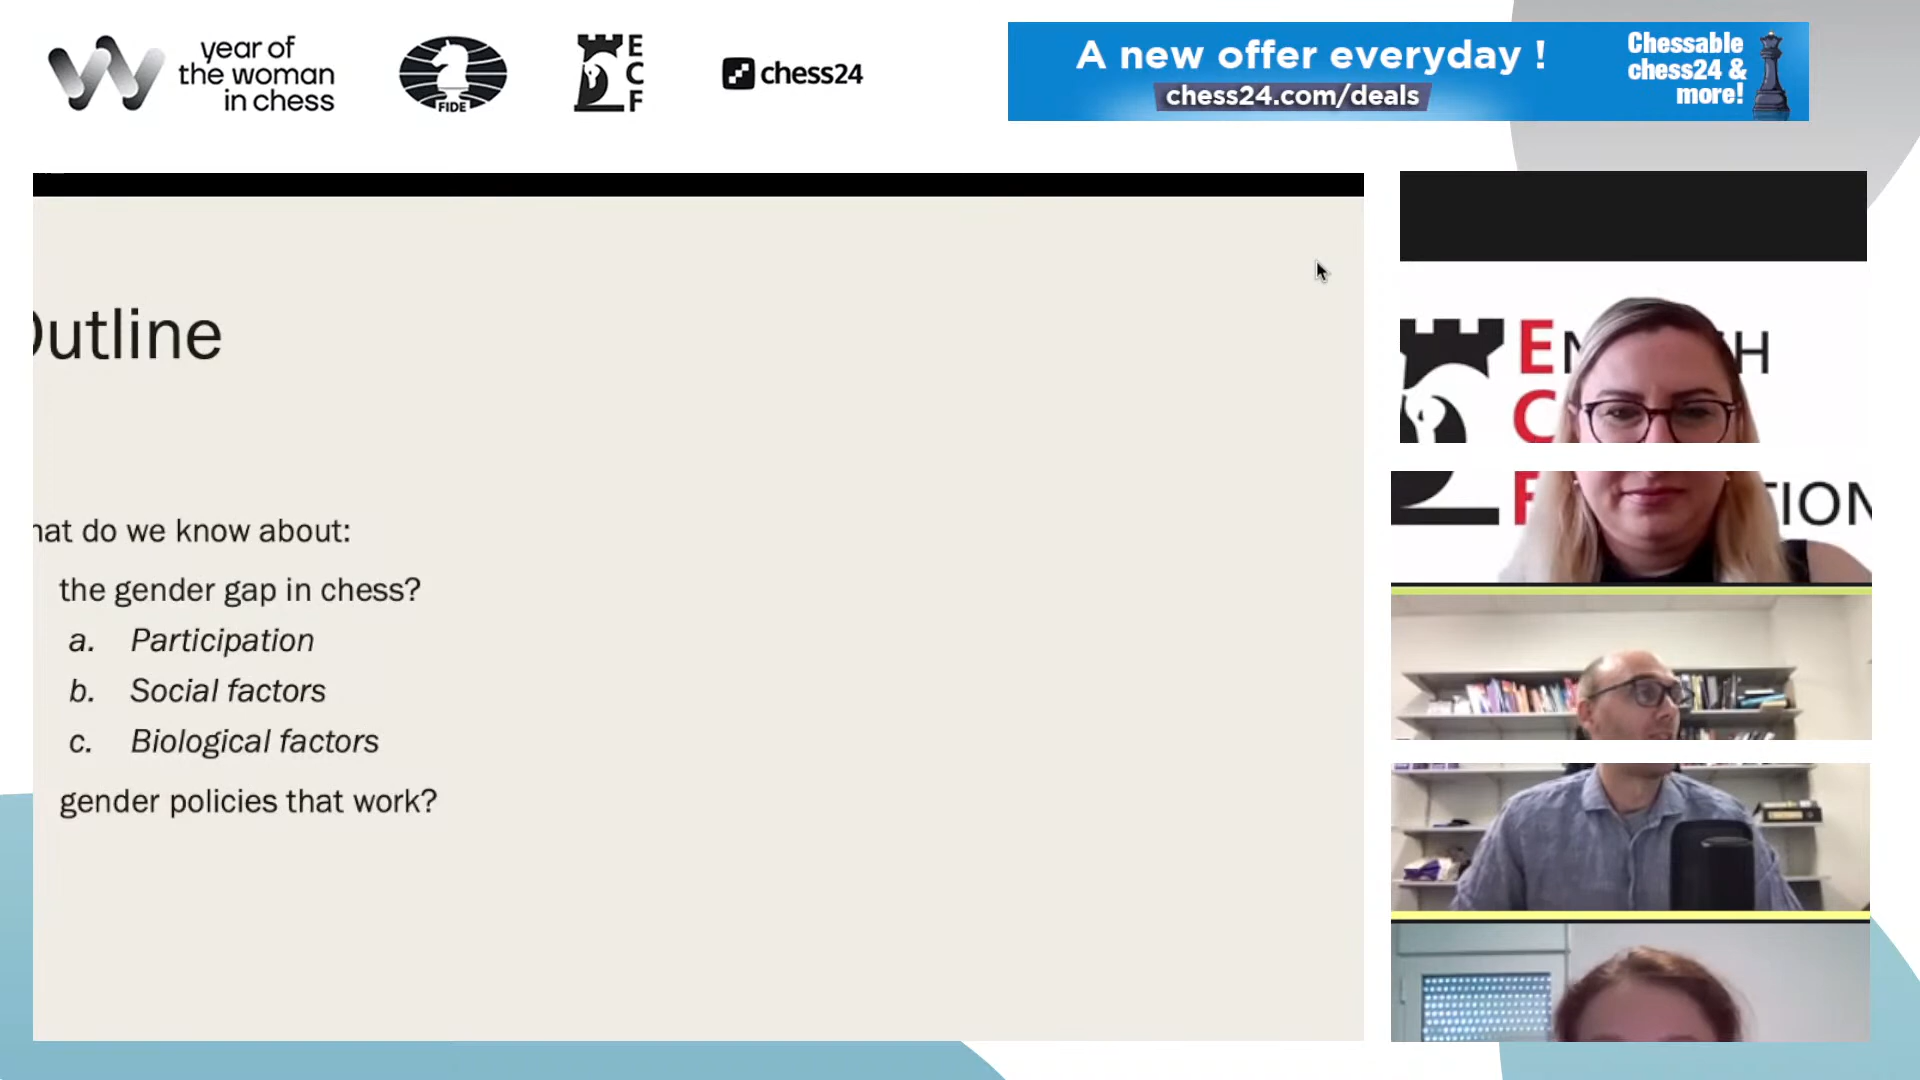 year of
the woman
in chess
FIDE
E
C
F
chess24
A new offer everyday !
chess24.com/deals
Chessable
chess24 &
more!
Outline
hat do we know about:
the gender gap in chess?
a. Participation
b. Social factors
c. Biological factors
gender policies that work?
E H
C
F TION